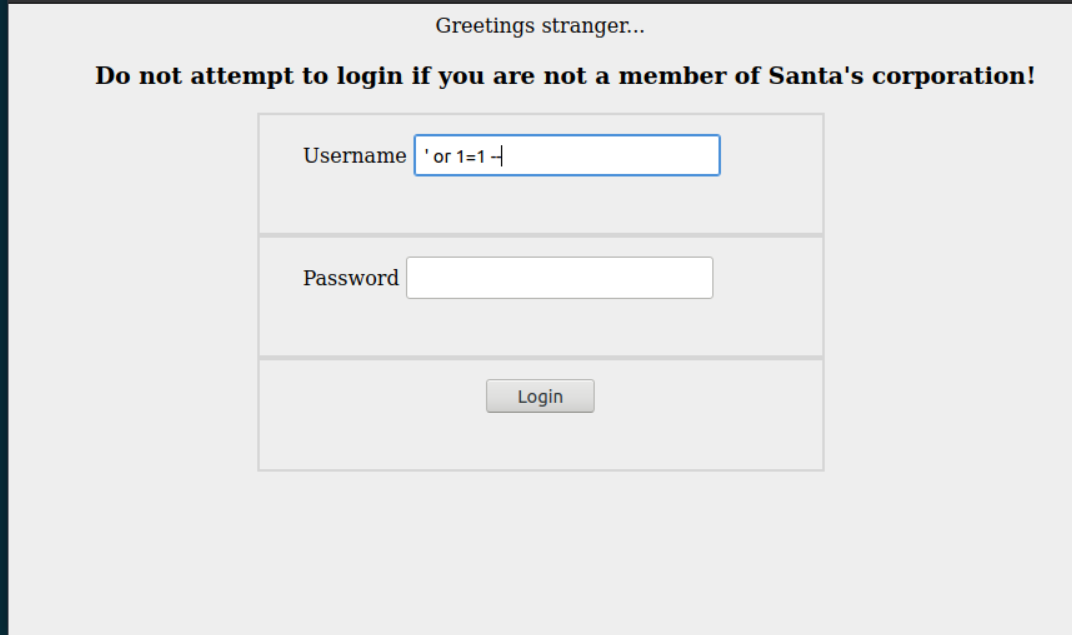 Greetings stranger...
Do not attempt to login if you are not a member of Santa's corporation!
Username ' or 1=1 --
Password
Login